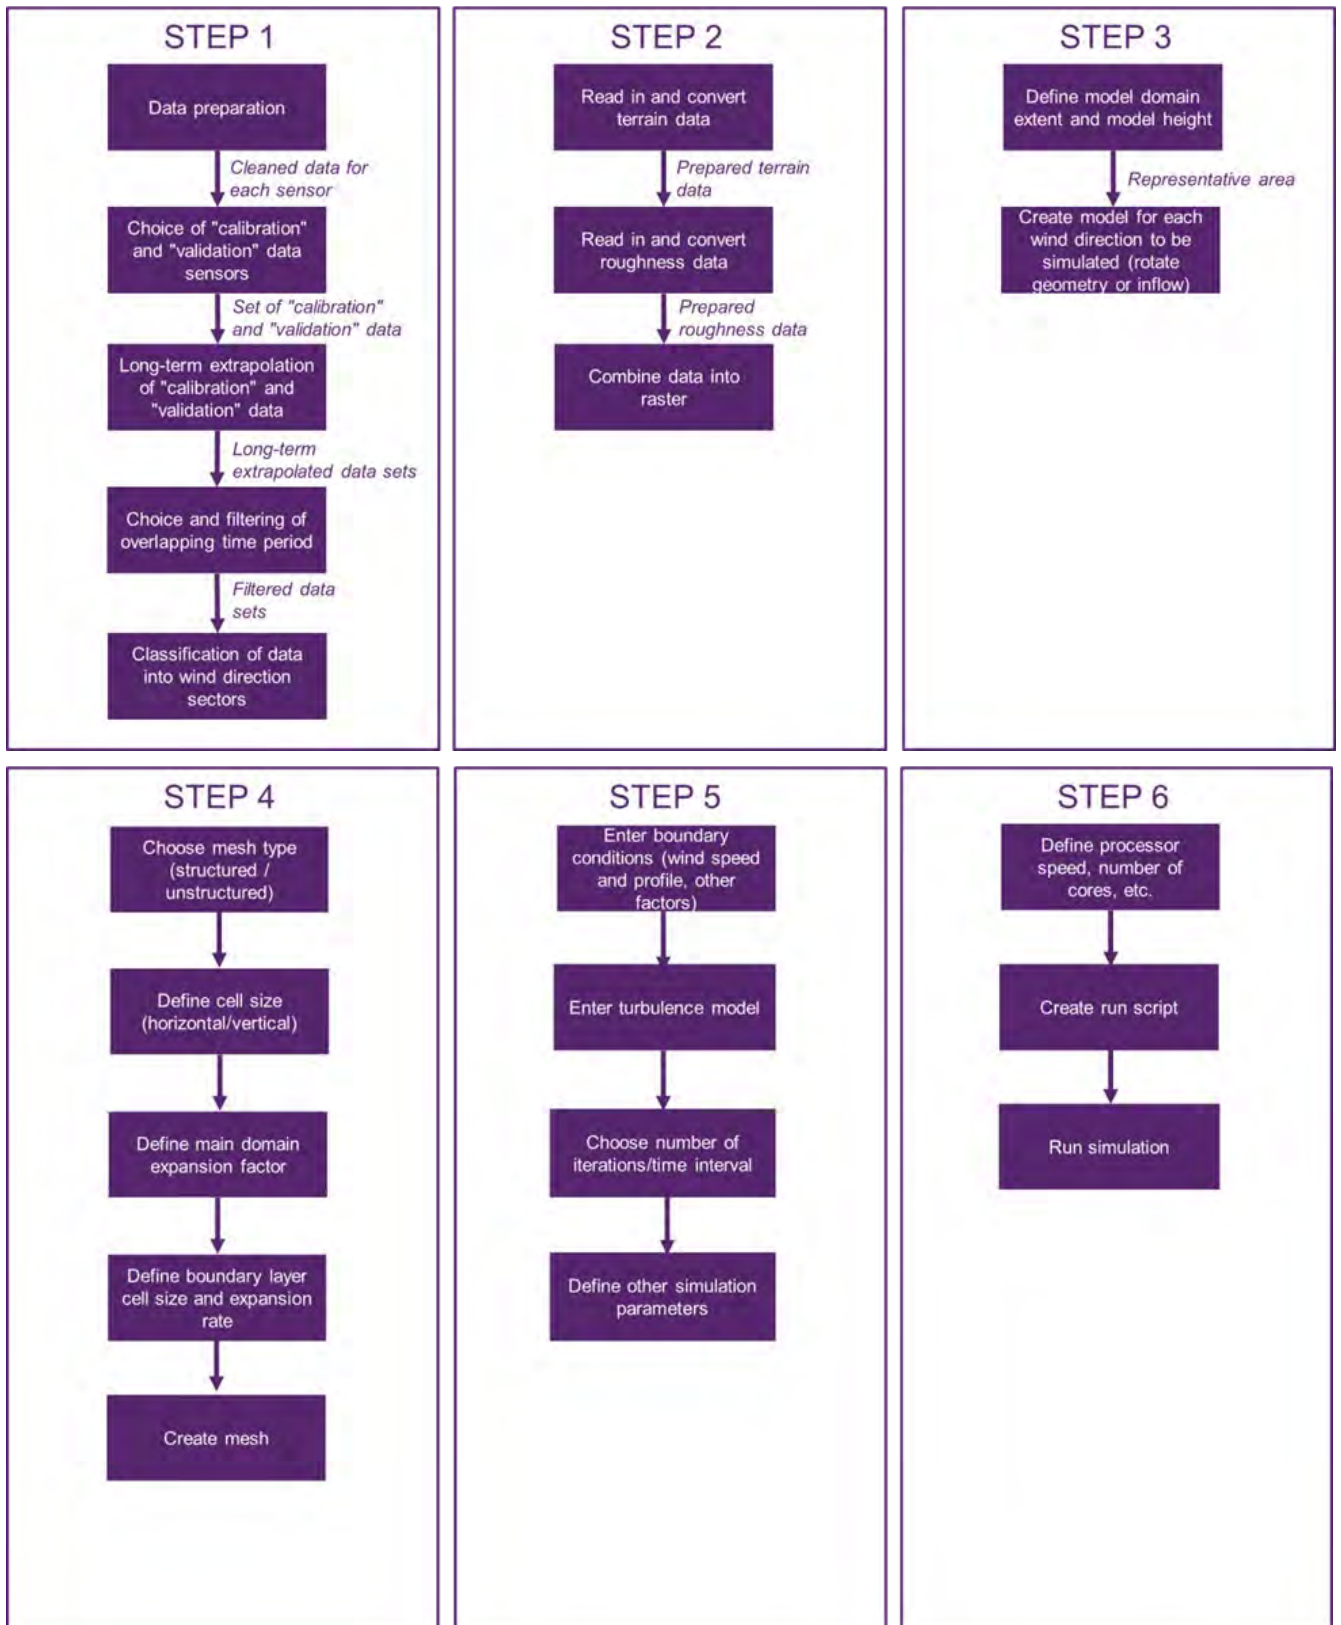 STEP 1
Data preparation
Cleaned data for
each sensor
Choice of "calibration"
and "validation" data
sensors
Set of "calibration"
and "validation" data
Long-term extrapolation
of "calibration" and
"validation" data
Long-term
extrapolated data sets
Choice and filtering of
overlapping time period
Filtered data
sets
Classification of data
into wind direction
sectors
STEP 2
Read in and convert
terrain data
Prepared terrain
data
Read in and convert
roughness data
Prepared
roughness data
Combine data into
raster
STEP 3
Define model domain
extent and model height
Representative area
Create model for each
wind direction to be
simulated (rotate
geometry or inflow)
STEP 4
Choose mesh type
(structured /
unstructured)
Define cell size
(horizontal/vertical)
Define main domain
expansion factor
Define boundary layer
cell size and expansion
rate
Create mesh
STEP 5
Enter boundary
conditions (wind speed
and profile, other
factors)
Enter turbulence model
Choose number of
iterations/time interval
Define other simulation
parameters
STEP 6
Define processor
speed, number of
cores, etc.
Create run script
Run simulation